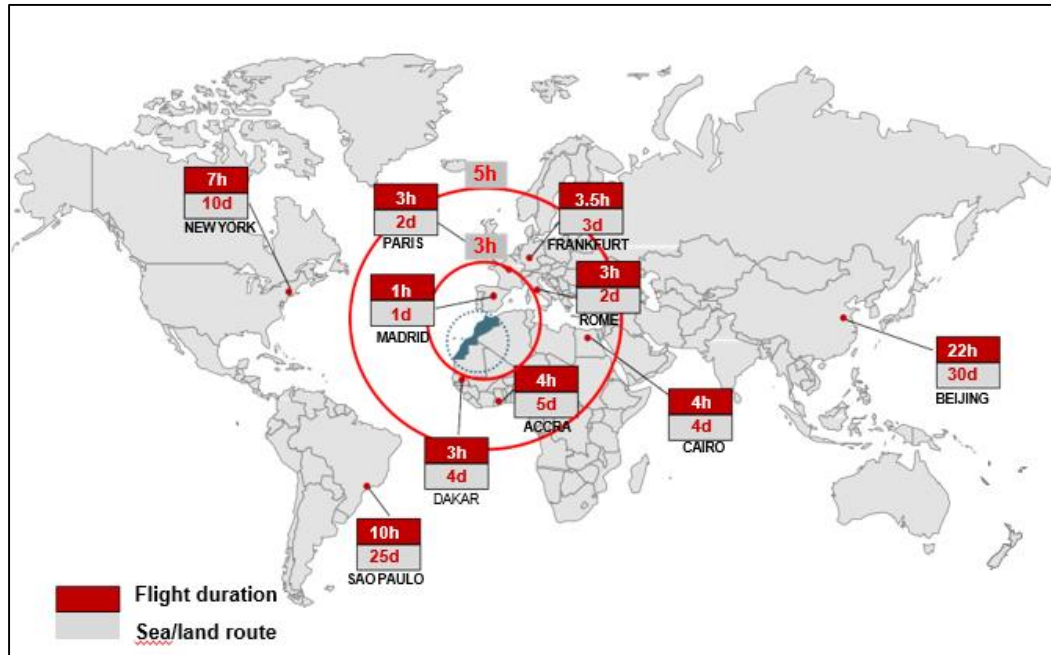 5h
7h
10d
NEW YORK
3h
2d
PARIS
3.5h
3d
FRANKFURT
3h
1h
1d
MADRID
3h
2d
ROME
22h
30d
BEIJING
4h
5d
ACCRA
4h
4d
CAIRO
3h
4d
DAKAR
10h
25d
SAO PAULO
Flight duration
Sea/land route